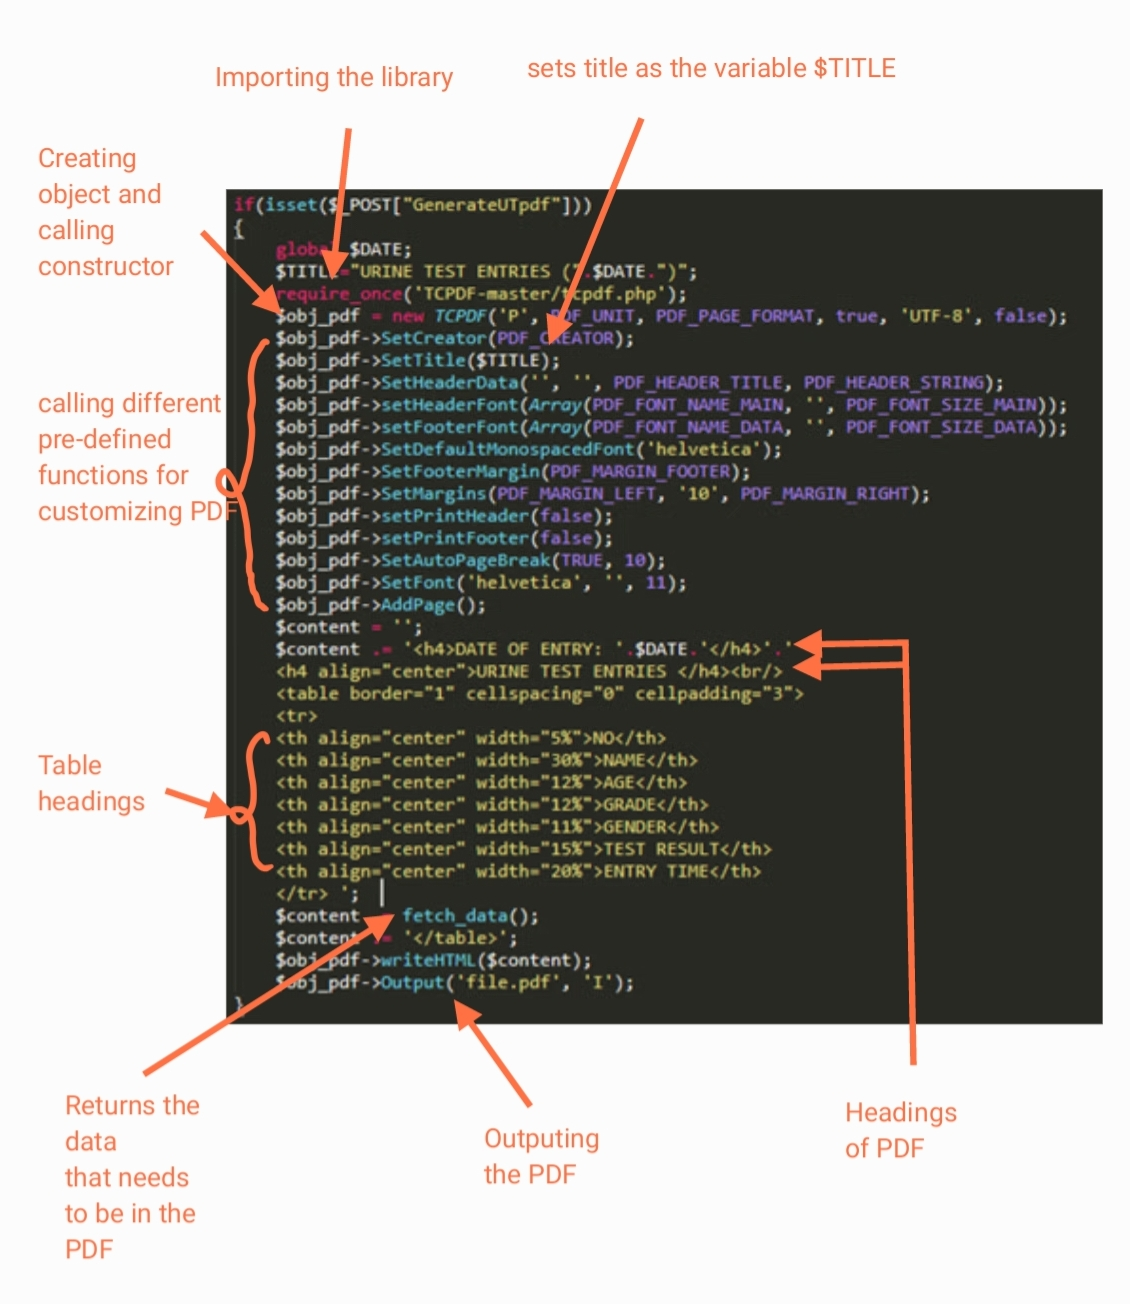 Importing the library
sets title as the variable $TITLE
Creating
object and
calling
constructor
if(isset($_POST["GenerateUTpdf"]))
{
global $DATE;
$TITLE="URINE TEST ENTRIES (".$DATE.")";
require_once('TCPDF-master/tcpdf.php');
$obj_pdf = new TCPDF('P', PDF_UNIT, PDF_PAGE_FORMAT, true, 'UTF-8', false);
$obj_pdf->SetCreator(PDF_CREATOR);
$obj_pdf->SetTitle($TITLE);
$obj_pdf->SetHeaderData('', '', PDF_HEADER_TITLE, PDF_HEADER_STRING);
$obj_pdf->setHeaderFont(Array(PDF_FONT_NAME_MAIN, '', PDF_FONT_SIZE_MAIN));
$obj_pdf->setFooterFont(Array(PDF_FONT_NAME_DATA, '', PDF_FONT_SIZE_DATA));
$obj_pdf->SetDefaultMonospacedFont('helvetica');
$obj_pdf->SetFooterMargin(PDF_MARGIN_FOOTER);
$obj_pdf->SetMargins(PDF_MARGIN_LEFT, '10', PDF_MARGIN_RIGHT);
$obj_pdf->setPrintHeader(false);
$obj_pdf->setPrintFooter(false);
$obj_pdf->SetAutoPageBreak(TRUE, 10);
$obj_pdf->SetFont('helvetica', '', 11);
$obj_pdf->AddPage();
calling different
pre-defined
functions for
customizing PDF
$content = '';
$content .= '<h4>DATE OF ENTRY: '.$DATE.'</h4>'.'
<h4 align="center">URINE TEST ENTRIES </h4><br/>
<table border="1" cellspacing="0" cellpadding="3">
<tr>
<th align="center" width="5%">NO</th>
<th align="center" width="30%">NAME</th>
<th align="center" width="12%">AGE</th>
<th align="center" width="12%">GRADE</th>
<th align="center" width="11%">GENDER</th>
<th align="center" width="15%">TEST RESULT</th>
<th align="center" width="20%">ENTRY TIME</th>
</tr> ';
Table
headings
$content .= fetch_data();
$content .= '</table>';
$obj_pdf->writeHTML($content);
$obj_pdf->Output('file.pdf', 'I');
}
Returns the
data
that needs
to be in the
PDF
Outputing
the PDF
Headings
of PDF